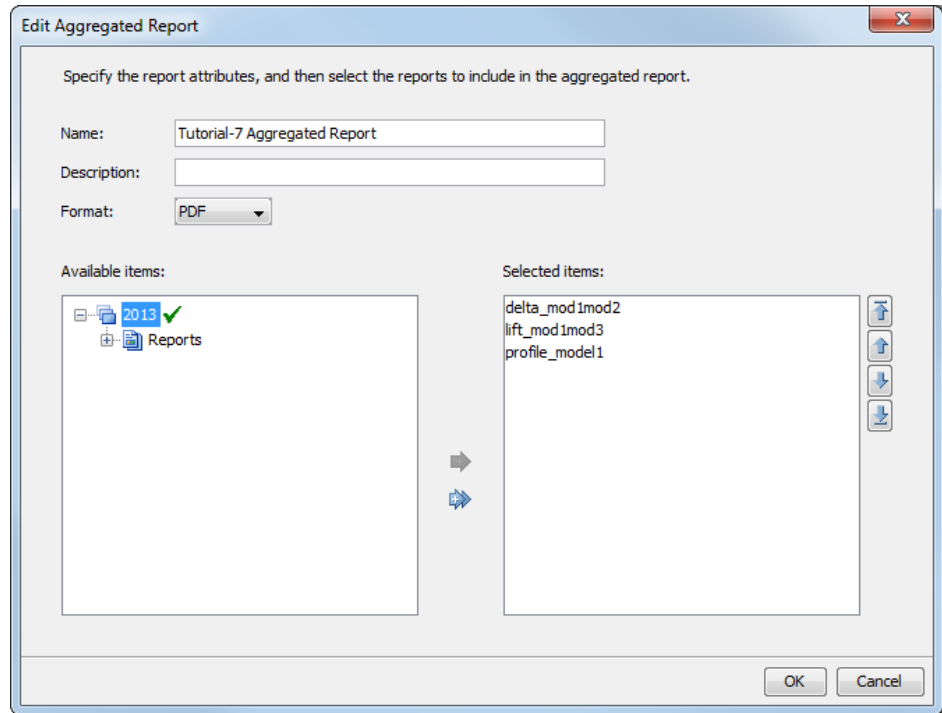 Edit Aggregated Report
Specify the report attributes, and then select the reports to include in the aggregated report.
Name: Tutorial-7 Aggregated Report
Description:
Format: PDF
Available items:
2013
Reports
Selected items:
delta_mod1mod2
lift_mod1mod3
profile_model1
OK Cancel